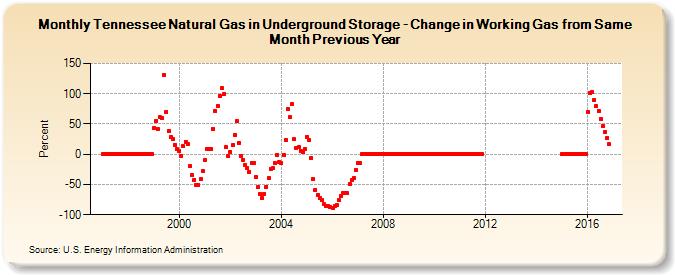 Monthly Tennessee Natural Gas in Underground Storage - Change in Working Gas from Same
Month Previous Year
Percent
150
100
50
0
-50
-100
2000
2004
2008
2012
2016
Source: U.S. Energy Information Administration